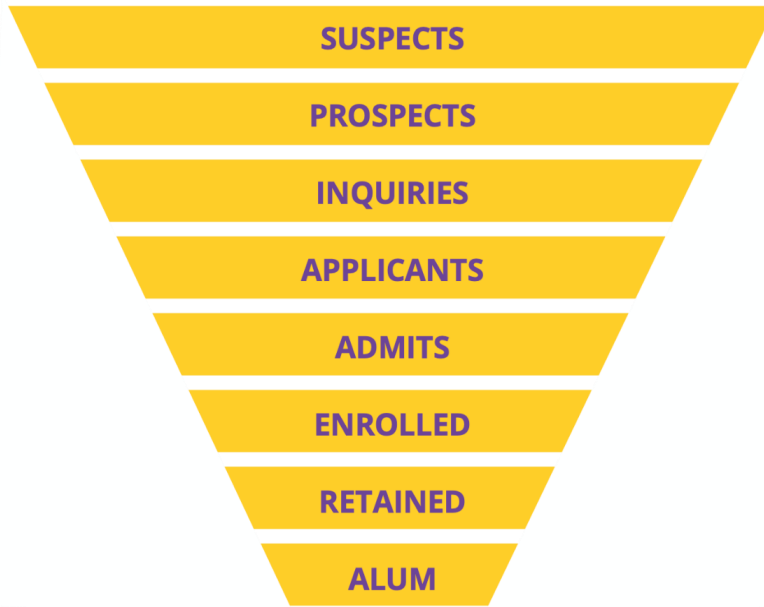 SUSPECTS
PROSPECTS
INQUIRIES
APPLICANTS
ADMITS
ENROLLED
RETAINED
ALUM